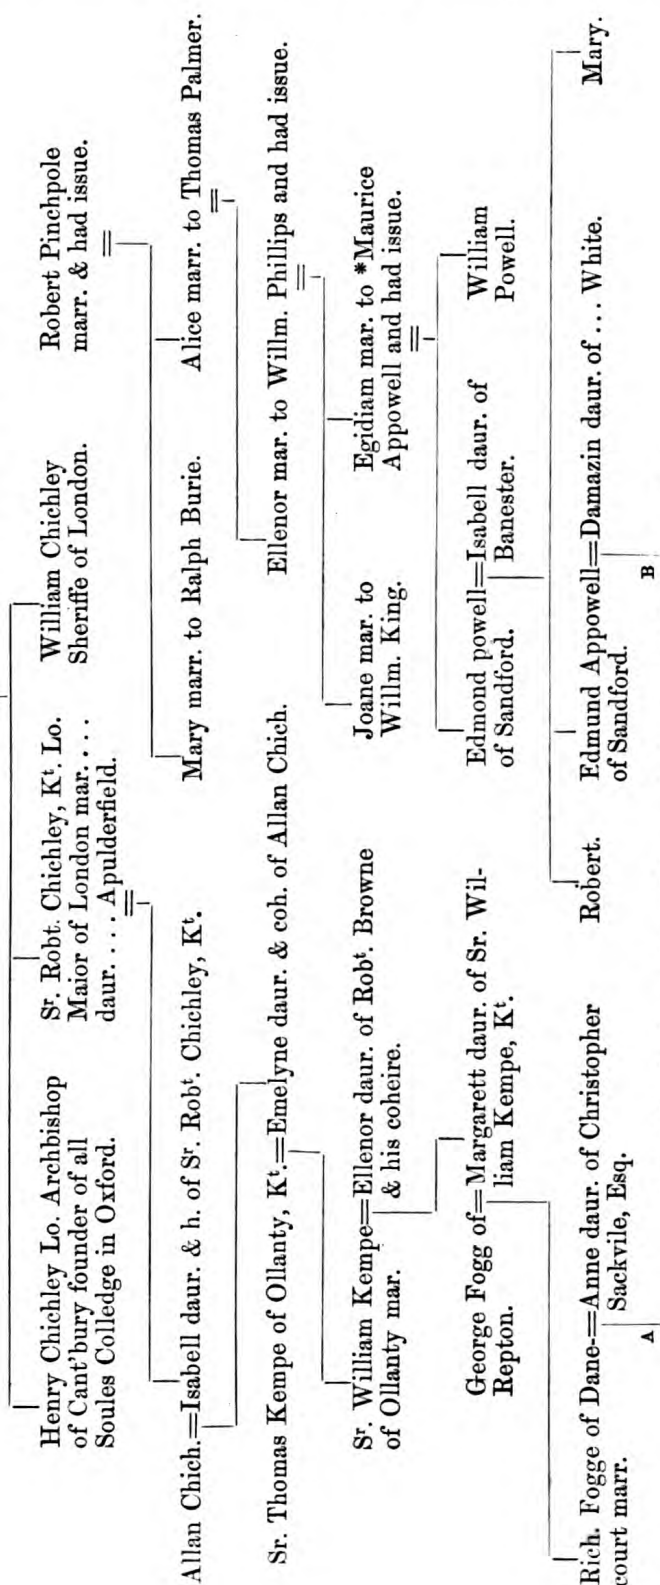 Henry Chichley Lo. Archbishop
of Cant'bury founder of all
Soules Colledge in Oxford.
Sr. Robt. Chichley, Kt. Lo.
Maior of London mar....
daur.... Apulderfield.
William Chichley
Sheriffe of London.
Robert Pinchpole
marr. & had issue.
Allan Chich.=Isabell daur. & h. of Sr. Robt. Chichley, Kt.
Mary marr. to Ralph Burie.
Alice marr. to Thomas Palmer.
Sr. Thomas Kempe of Ollanty, Kt.=Emelyne daur. & coh. of Allan Chich.
Ellenor mar. to Willm. Phillips and had issue.
Sr. William Kempe=Ellenor daur. of Robt. Browne
of Ollanty mar.
& his coheire.
Joane mar. to
Willm. King.
Egidiam mar. to *Maurice
Appowell and had issue.
George Fogg of=Margarett daur. of Sr. Wil-
Repton.
liam Kempe, Kt.
Edmond powell=Isabell daur. of
of Sandford.
Banester.
William
Powell.
Rich. Fogge of Dane-=Anne daur. of Christopher
court marr.
Sackvile, Esq.
Robert.
Edmund Appowell=Damazin daur. of ... White.
of Sandford.
Mary.
A
B